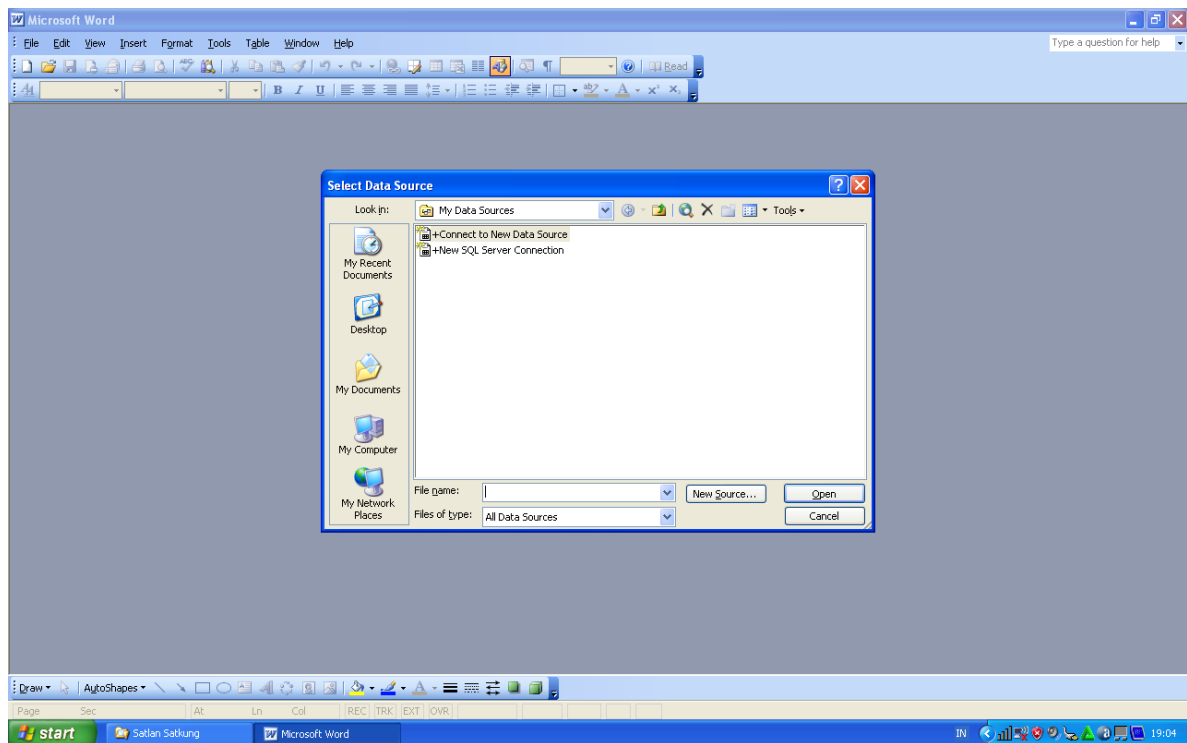 Microsoft Word
File Edit View Insert Format Tools Table Window Help
Type a question for help
Read
B I U
Select Data Source
Look in: My Data Sources
Tools
+Connect to New Data Source
+New SQL Server Connection
My Recent
Documents
Desktop
My Documents
My Computer
My Network
Places
File name:
New Source...
Open
Files of type: All Data Sources
Cancel
Draw AutoShapes
Page Sec At Ln Col REC TRK EXT OVR
start Satlan Satkung Microsoft Word IN 19:04